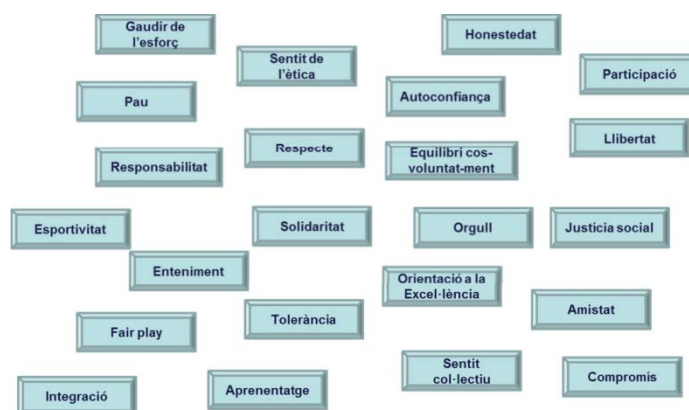 Gaudir de
l'esforç
Honestedat
Sentit de
l'ètica
Participació
Pau
Autoconfiança
Llibertat
Respecte
Equilibri cos-
voluntat-ment
Responsabilitat
Esportivitat
Solidaritat
Orgull
Justicia social
Enteniment
Orientació a la
Excel·lència
Amistat
Tolerància
Fair play
Sentit
col·lectiu
Compromís
Aprenentatge
Integració